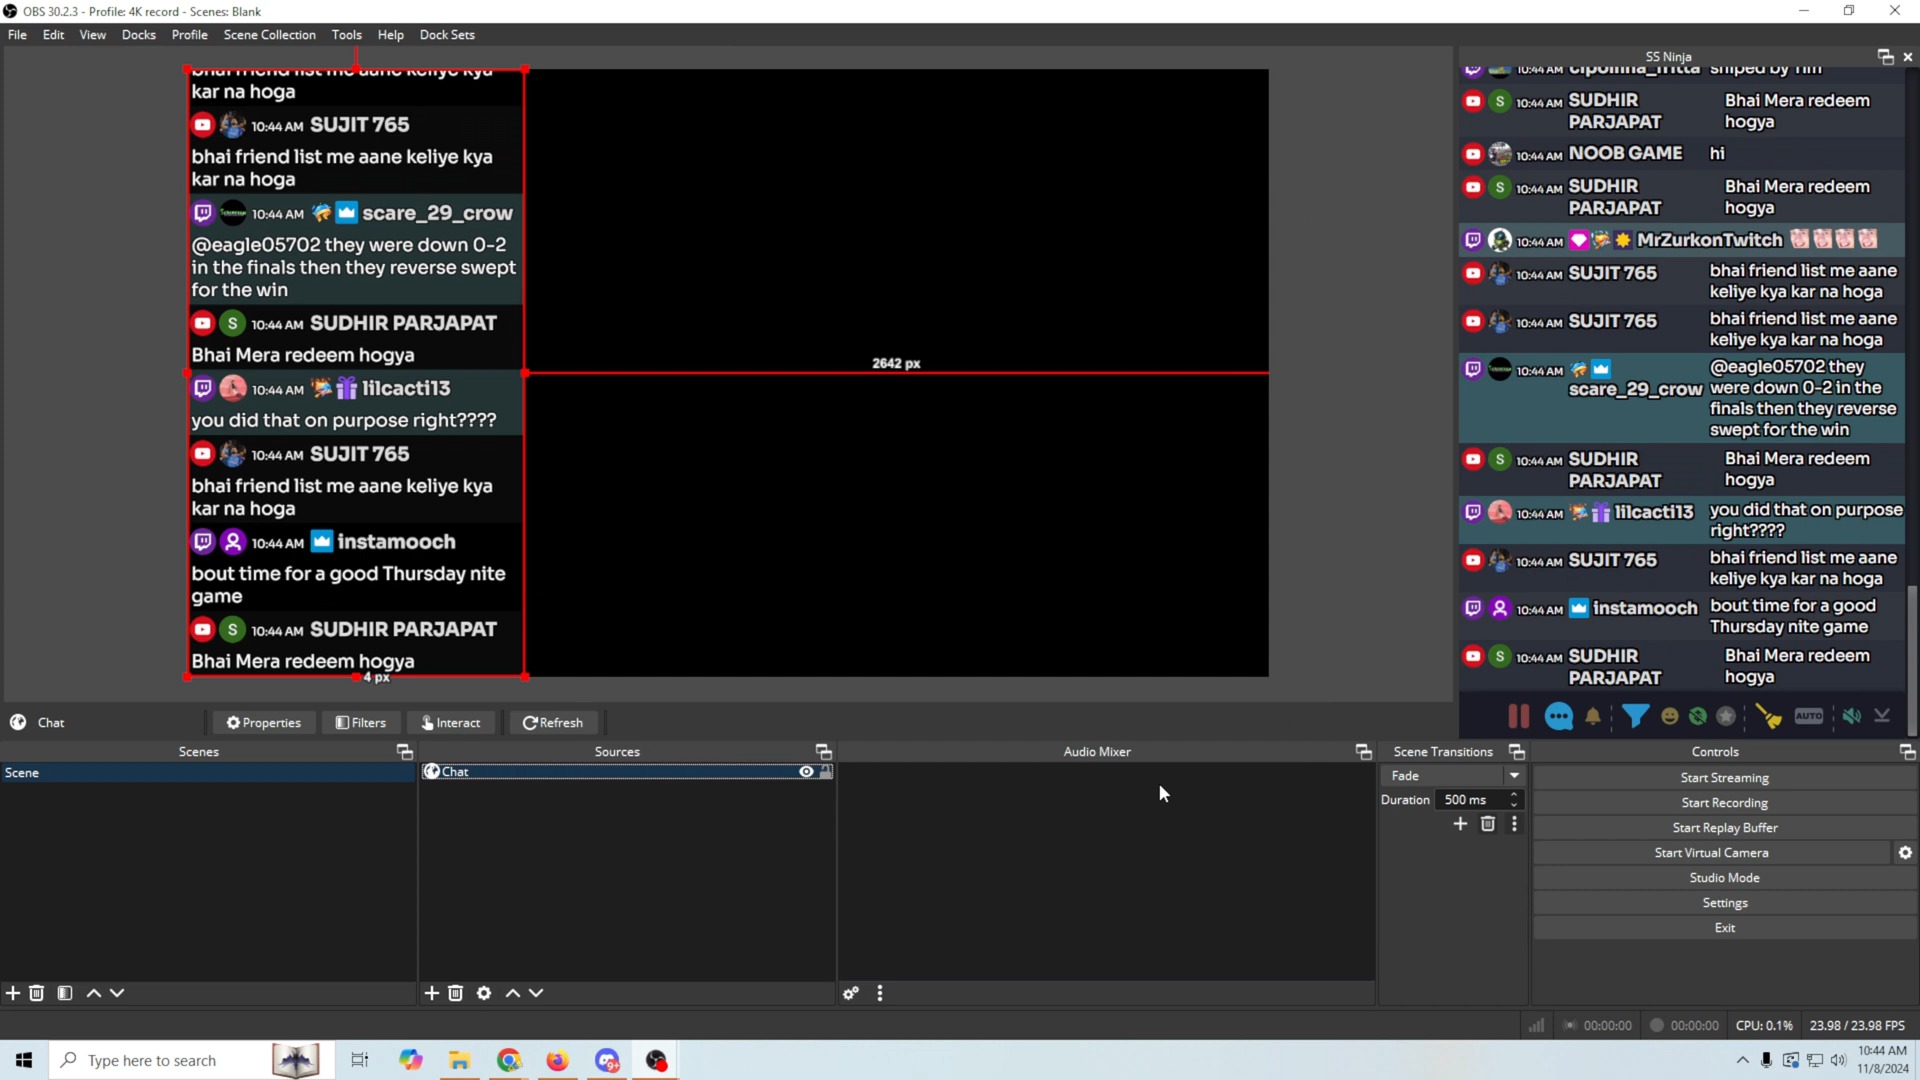 OBS 30.2.3 - Profile: 4K record - Scenes: Blank
File Edit View Docks Profile Scene Collection Tools Help Dock Sets
bhai friend list me aane keliye kya
kar na hoga
10:44 AM SUJIT 765
bhai friend list me aane keliye kya
kar na hoga
10:44 AM scare_29_crow
@eagle05702 they were down 0-2
in the finals then they reverse swept
for the win
S 10:44 AM SUDHIR PARJAPAT
Bhai Mera redeem hogya
10:44 AM lilcacti13
you did that on purpose right????
10:44 AM SUJIT 765
bhai friend list me aane keliye kya
kar na hoga
10:44 AM instamooch
bout time for a good Thursday nite
game
S 10:44 AM SUDHIR PARJAPAT
Bhai Mera redeem hogya
4 px
2642 px
SS Ninja
10:44 AM cipollina_fritta sniped by Tim
S 10:44 AM SUDHIR Bhai Mera redeem
PARJAPAT hogya
10:44 AM NOOB GAME hi
S 10:44 AM SUDHIR Bhai Mera redeem
PARJAPAT hogya
10:44 AM MrZurkonTwitch
10:44 AM SUJIT 765 bhai friend list me aane
keliye kya kar na hoga
10:44 AM SUJIT 765 bhai friend list me aane
keliye kya kar na hoga
10:44 AM @eagle05702 they
scare_29_crow were down 0-2 in the
finals then they reverse
swept for the win
S 10:44 AM SUDHIR Bhai Mera redeem
PARJAPAT hogya
10:44 AM lilcacti13 you did that on purpose
right????
10:44 AM SUJIT 765 bhai friend list me aane
keliye kya kar na hoga
10:44 AM instamooch bout time for a good
Thursday nite game
S 10:44 AM SUDHIR Bhai Mera redeem
PARJAPAT hogya
AUTO
Chat Properties Filters Interact Refresh
Scenes
Scene
Sources
Chat
Audio Mixer
Scene Transitions
Fade
Duration 500 ms
Controls
Start Streaming
Start Recording
Start Replay Buffer
Start Virtual Camera
Studio Mode
Settings
Exit
00:00:00 00:00:00 CPU: 0.1% 23.98 / 23.98 FPS
Type here to search
9+
10:44 AM
11/8/2024